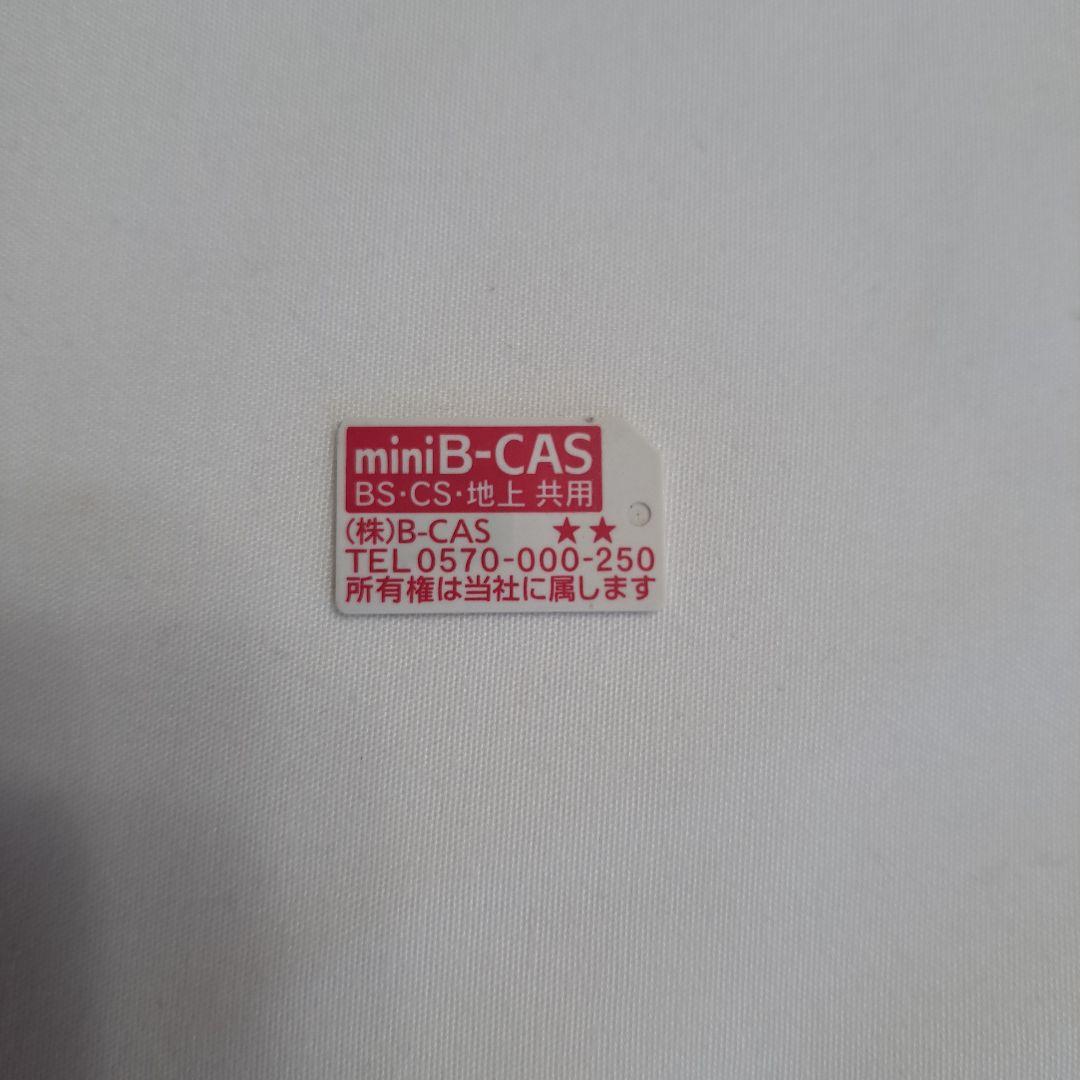 miniB-CAS
BS・CS・地上 共用
(株)B-CAS ★★
TEL 0570-000-250
所有権は当社に属します